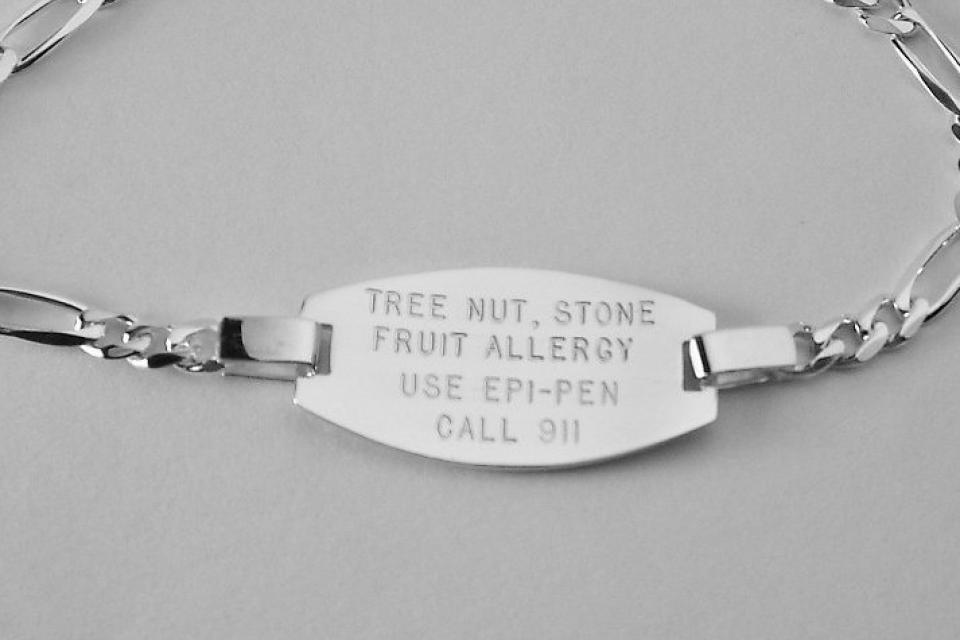 TREE NUT, STONE
FRUIT ALLERGY
USE EPI-PEN
CALL 911